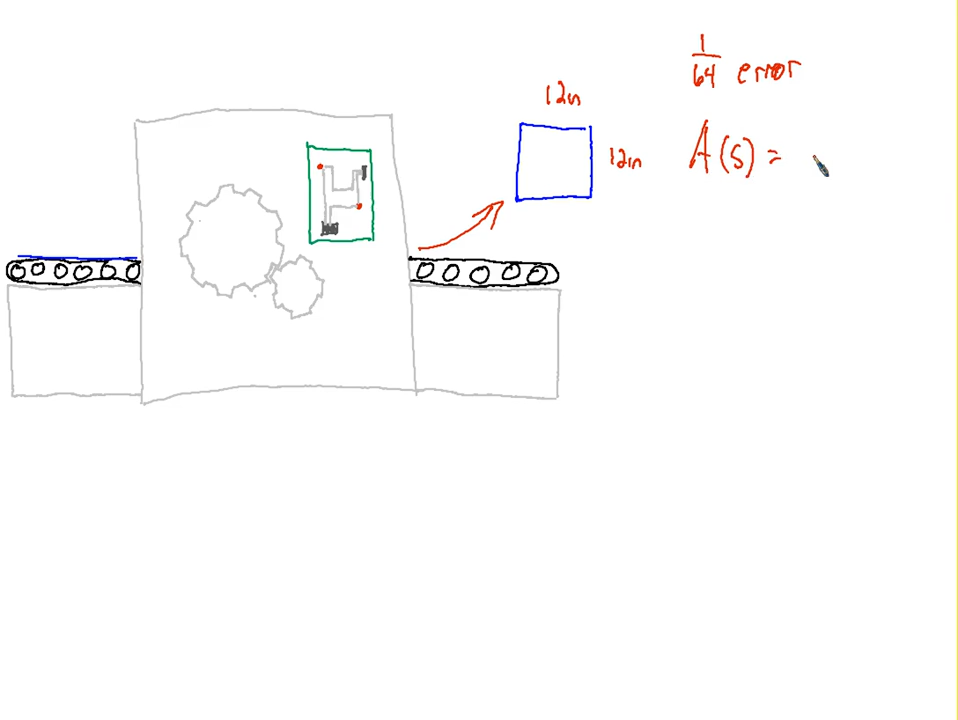 1/64 error
12in
12in
A(s) =